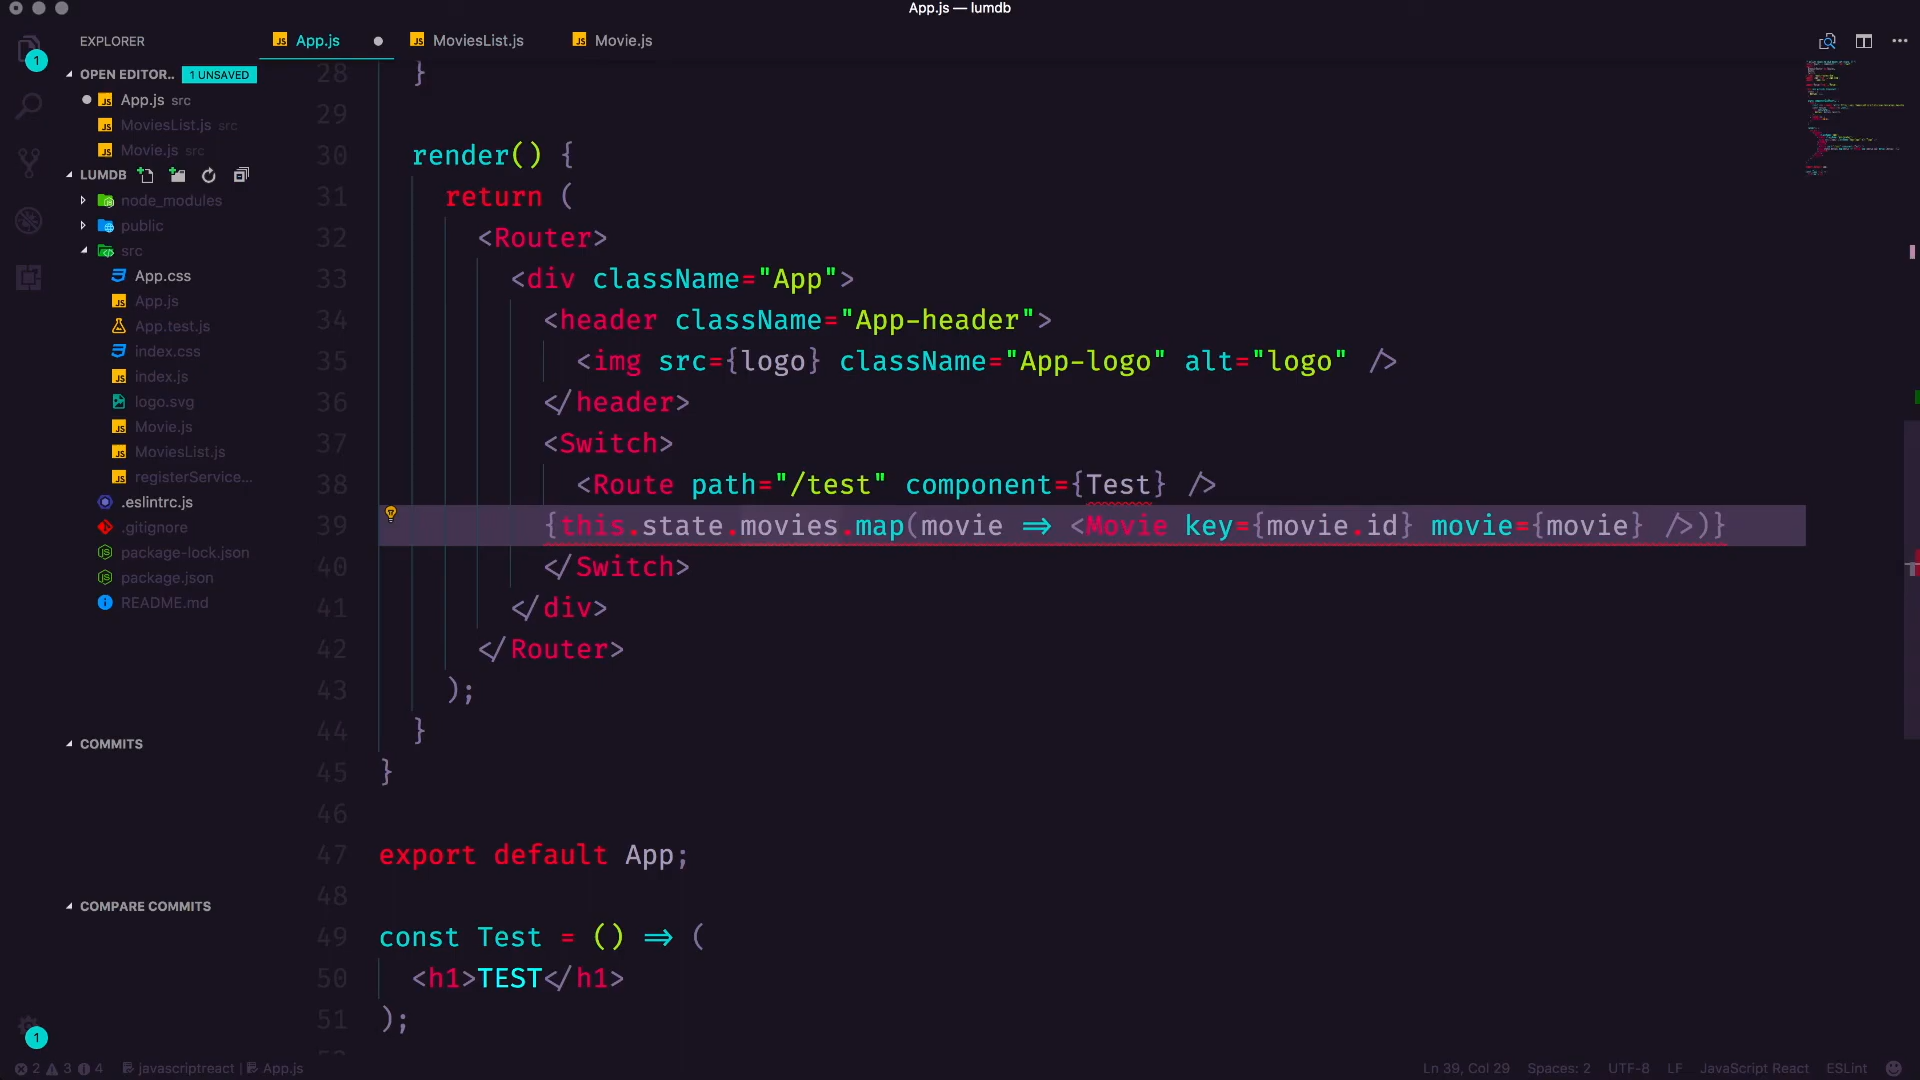 App.js — lumdb
EXPLORER
App.js
MoviesList.js
Movie.js
1
OPEN EDITOR.. 1 UNSAVED
App.js src
MoviesList.js src
Movie.js src
LUMDB
node_modules
public
src
App.css
App.js
App.test.js
index.css
index.js
logo.svg
Movie.js
MoviesList.js
registerService...
.eslintrc.js
.gitignore
package-lock.json
package.json
README.md
COMMITS
COMPARE COMMITS
28 }
29
30 render() {
31 return (
32 <Router>
33 <div className="App">
34 <header className="App-header">
35 <img src={logo} className="App-logo" alt="logo" />
36 </header>
37 <Switch>
38 <Route path="/test" component={Test} />
39 {this.state.movies.map(movie => <Movie key={movie.id} movie={movie} />)}
40 </Switch>
41 </div>
42 </Router>
43 );
44 }
45 }
46
47 export default App;
48
49 const Test = () => (
50 <h1>TEST</h1>
51 );
1
2 3 4 javascriptreact | App.js
Ln 39, Col 29 Spaces: 2 UTF-8 LF JavaScript React ESLint